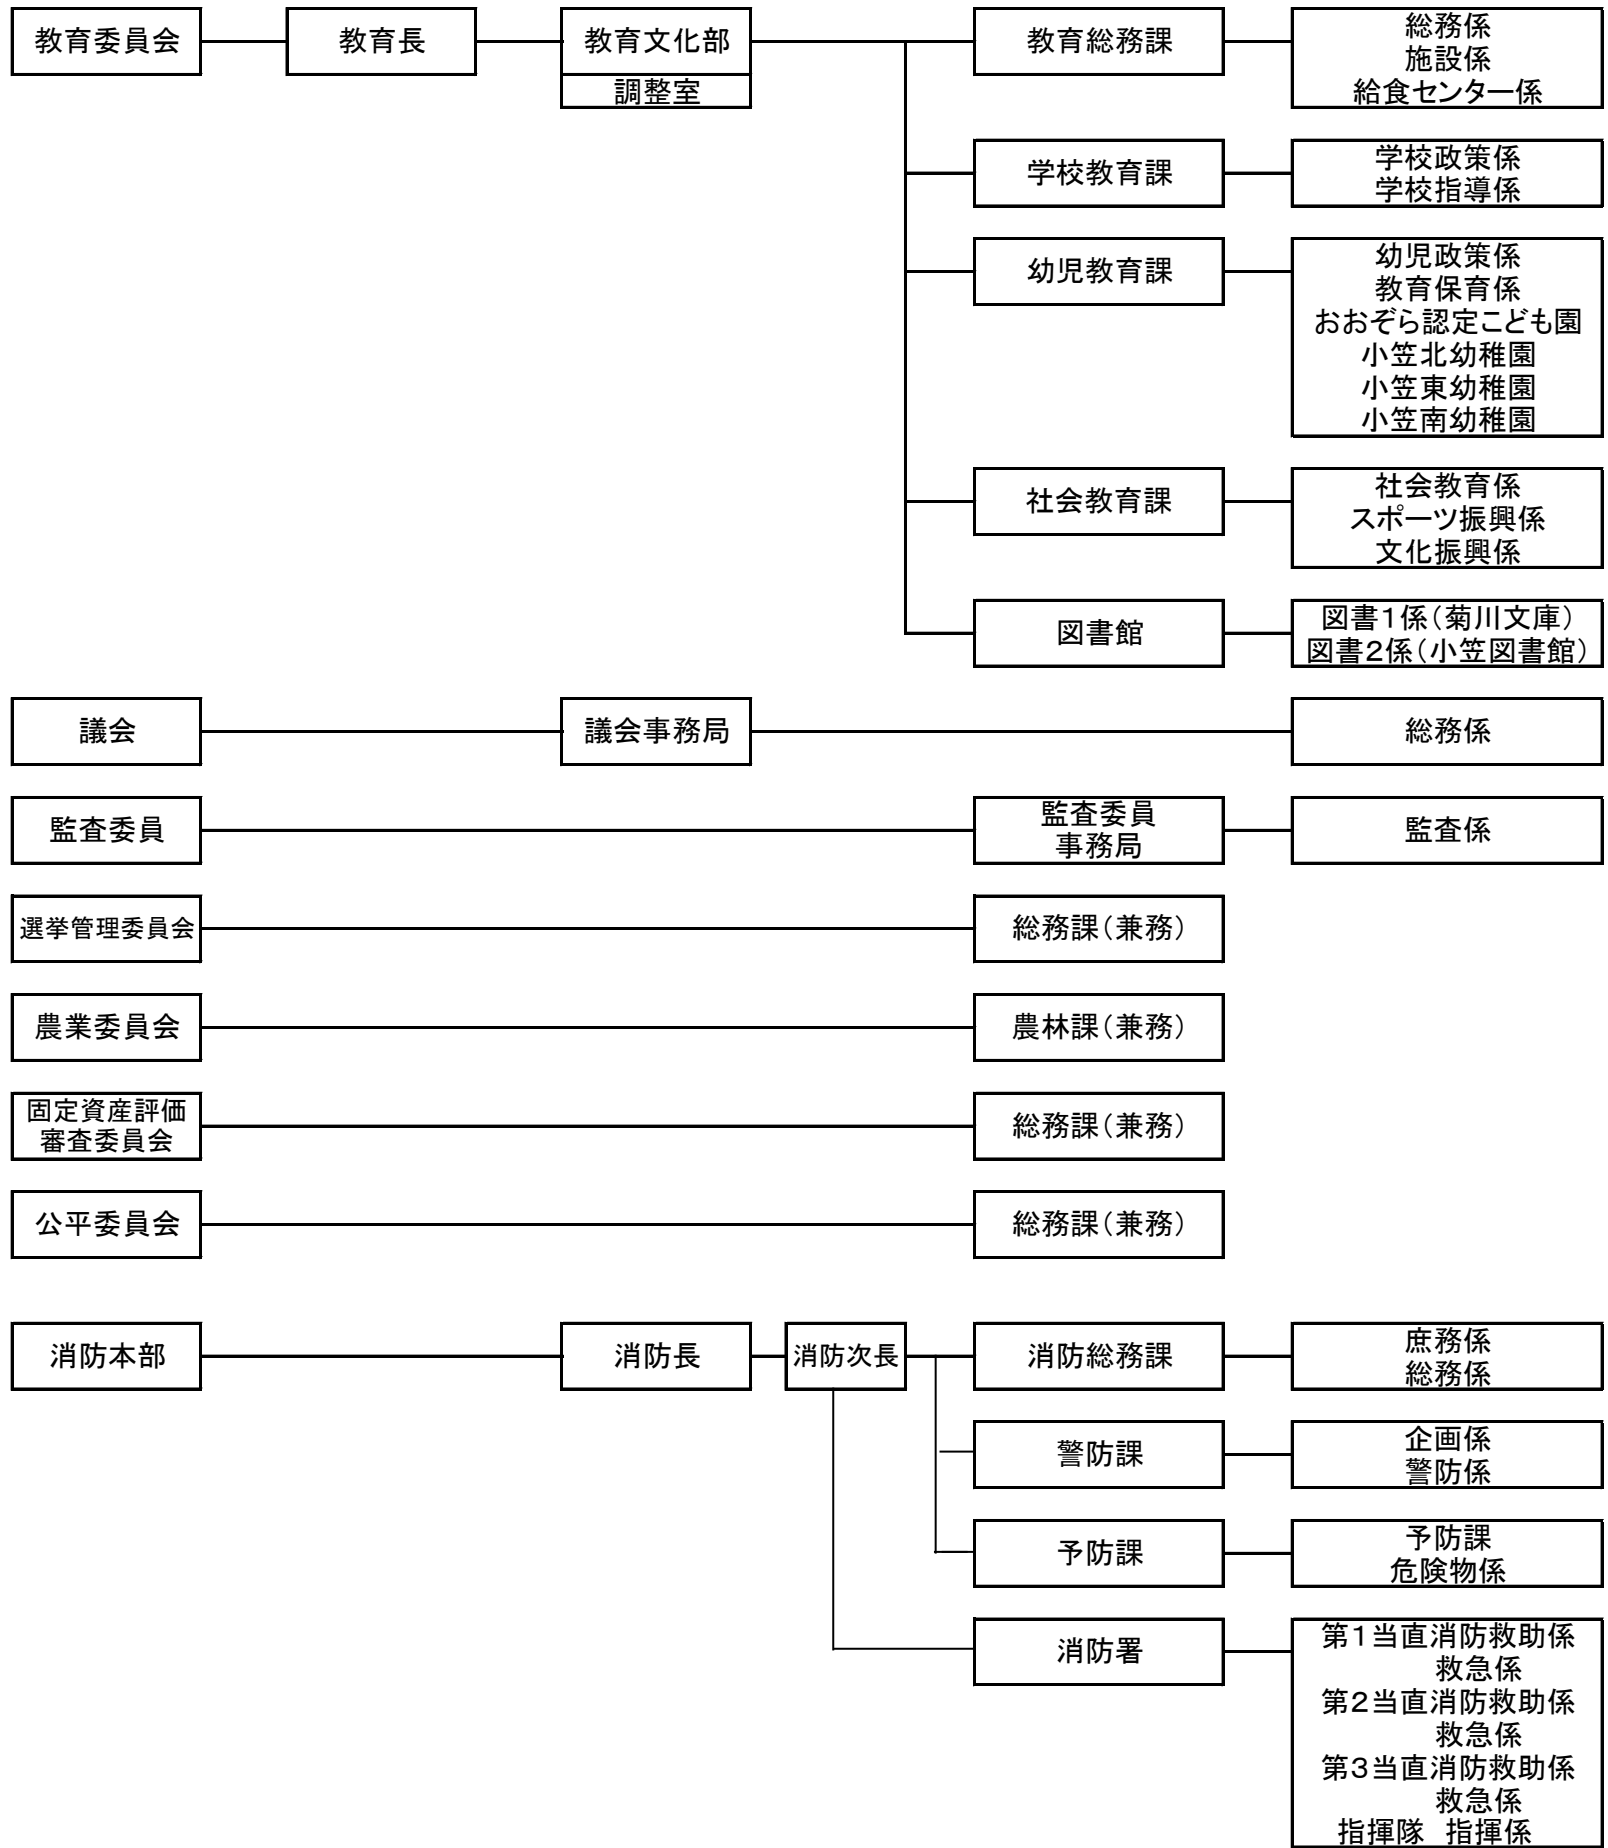 教育委員会
教育長
教育文化部
調整室
教育総務課
総務係
施設係
給食センター係
学校教育課
学校政策係
学校指導係
幼児教育課
幼児政策係
教育保育係
おおぞら認定こども園
小笠北幼稚園
小笠東幼稚園
小笠南幼稚園
社会教育課
社会教育係
スポーツ振興係
文化振興係
図書館
図書1係（菊川文庫）
図書2係（小笠図書館）
議会
議会事務局
総務係
監査委員
監査委員
事務局
監査係
選挙管理委員会
総務課（兼務）
農業委員会
農林課（兼務）
固定資産評価
審査委員会
総務課（兼務）
公平委員会
総務課（兼務）
消防本部
消防長
消防次長
消防総務課
庶務係
総務係
警防課
企画係
警防係
予防課
予防課
危険物係
消防署
第1当直消防救助係
救急係
第2当直消防救助係
救急係
第3当直消防救助係
救急係
指揮隊　指揮係